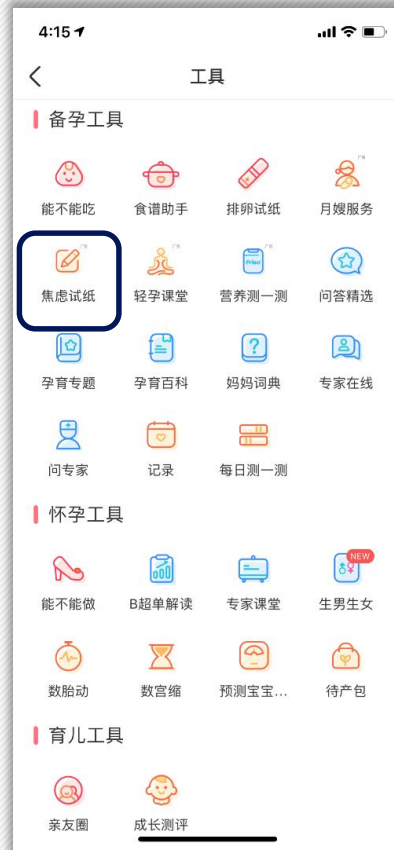 4:15
工具
备孕工具
能不能吃 食谱助手 排卵试纸 月嫂服务
焦虑试纸 轻孕课堂 营养测一测 问答精选
孕育专题 孕育百科 妈妈词典 专家在线
问专家 记录 每日测一测
怀孕工具
NEW
能不能做 B超单解读 专家课堂 生男生女
数胎动 数宫缩 预测宝宝... 待产包
育儿工具
亲友圈 成长测评